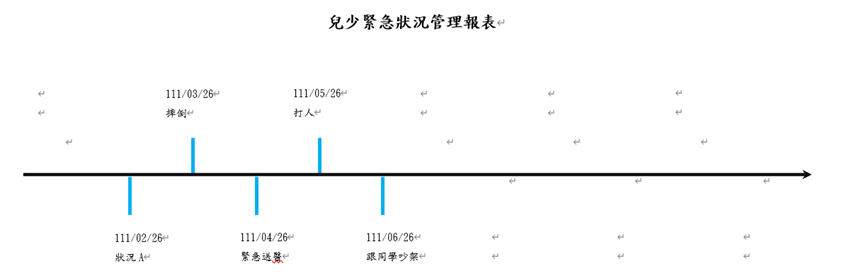 兒少緊急狀況管理報表
111/03/26
摔倒
111/05/26
打人
111/02/26
狀況A
111/04/26
緊急送醫
111/06/26
跟同學吵架